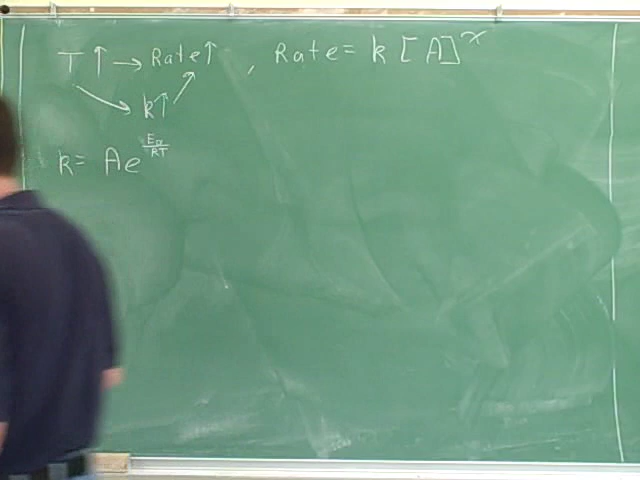 T ↑ → Rate ↑ , Rate = k [A]^x
k ↑
k = Ae^(Ea/RT)